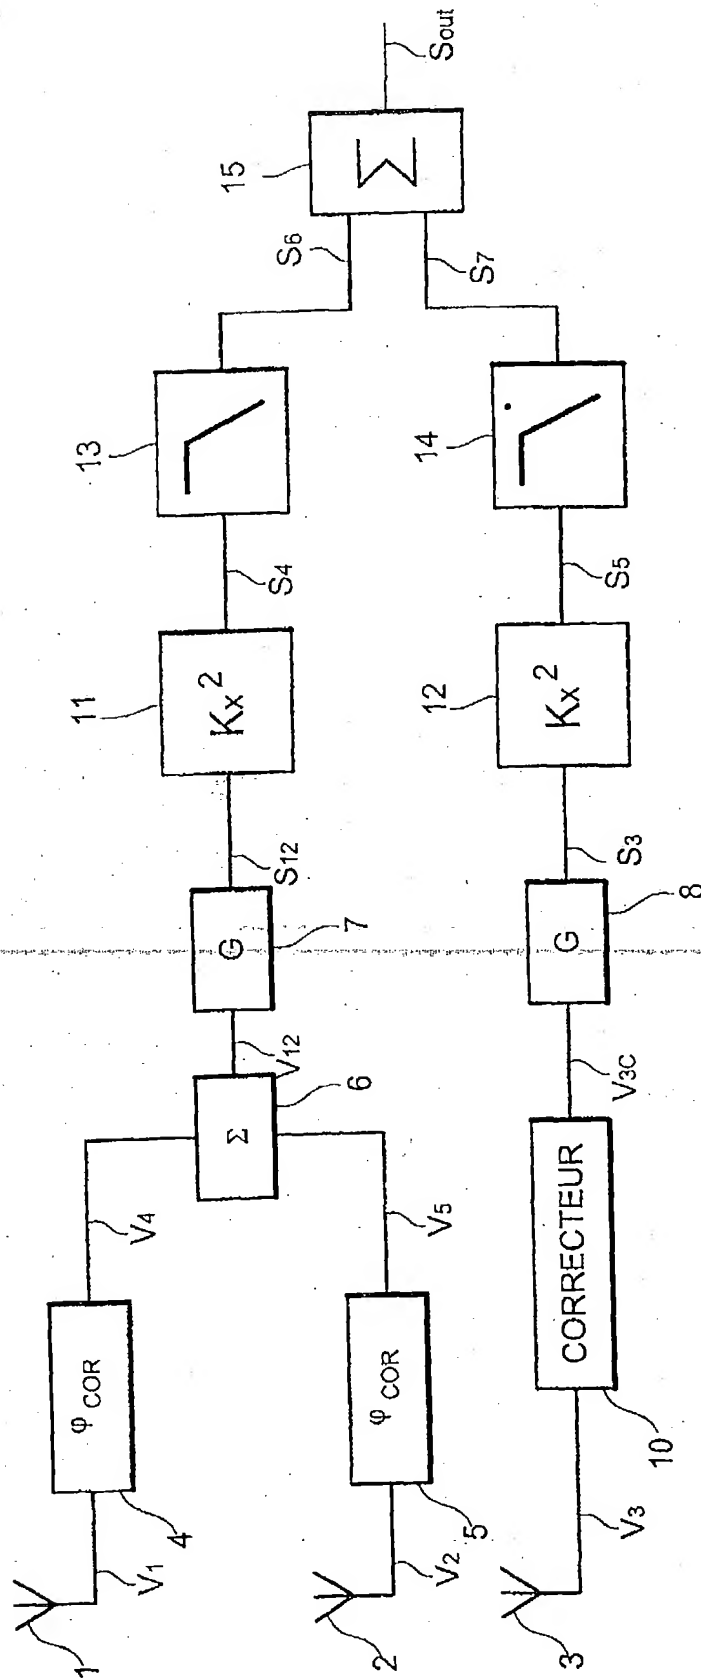 1
V1
4
φCOR
V4
2
V2
5
φCOR
V5
6
Σ
V12
7
G
S12
11
Kx²
S4
13
S6
3
V3
10
CORRECTEUR
V3C
8
G
S3
12
Kx²
S5
14
S7
15
Σ
Sout